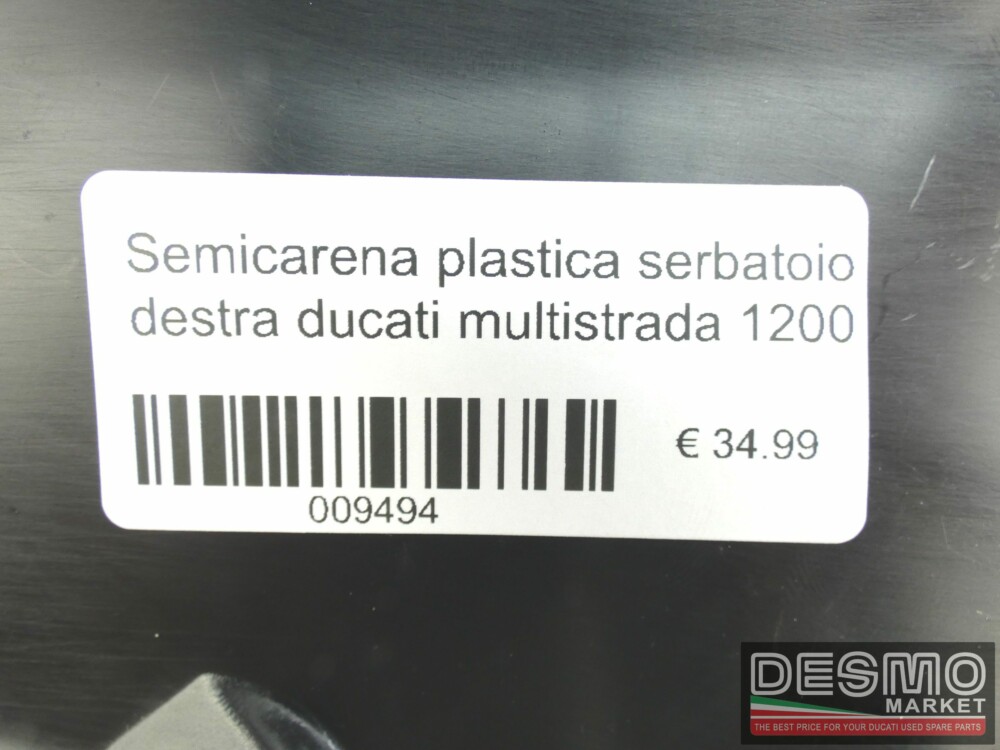 Semicarena plastica serbatoio
destra ducati multistrada 1200
€ 34.99
009494
DESMO
MARKET
THE BEST PRICE FOR YOUR DUCATI USED SPARE PARTS